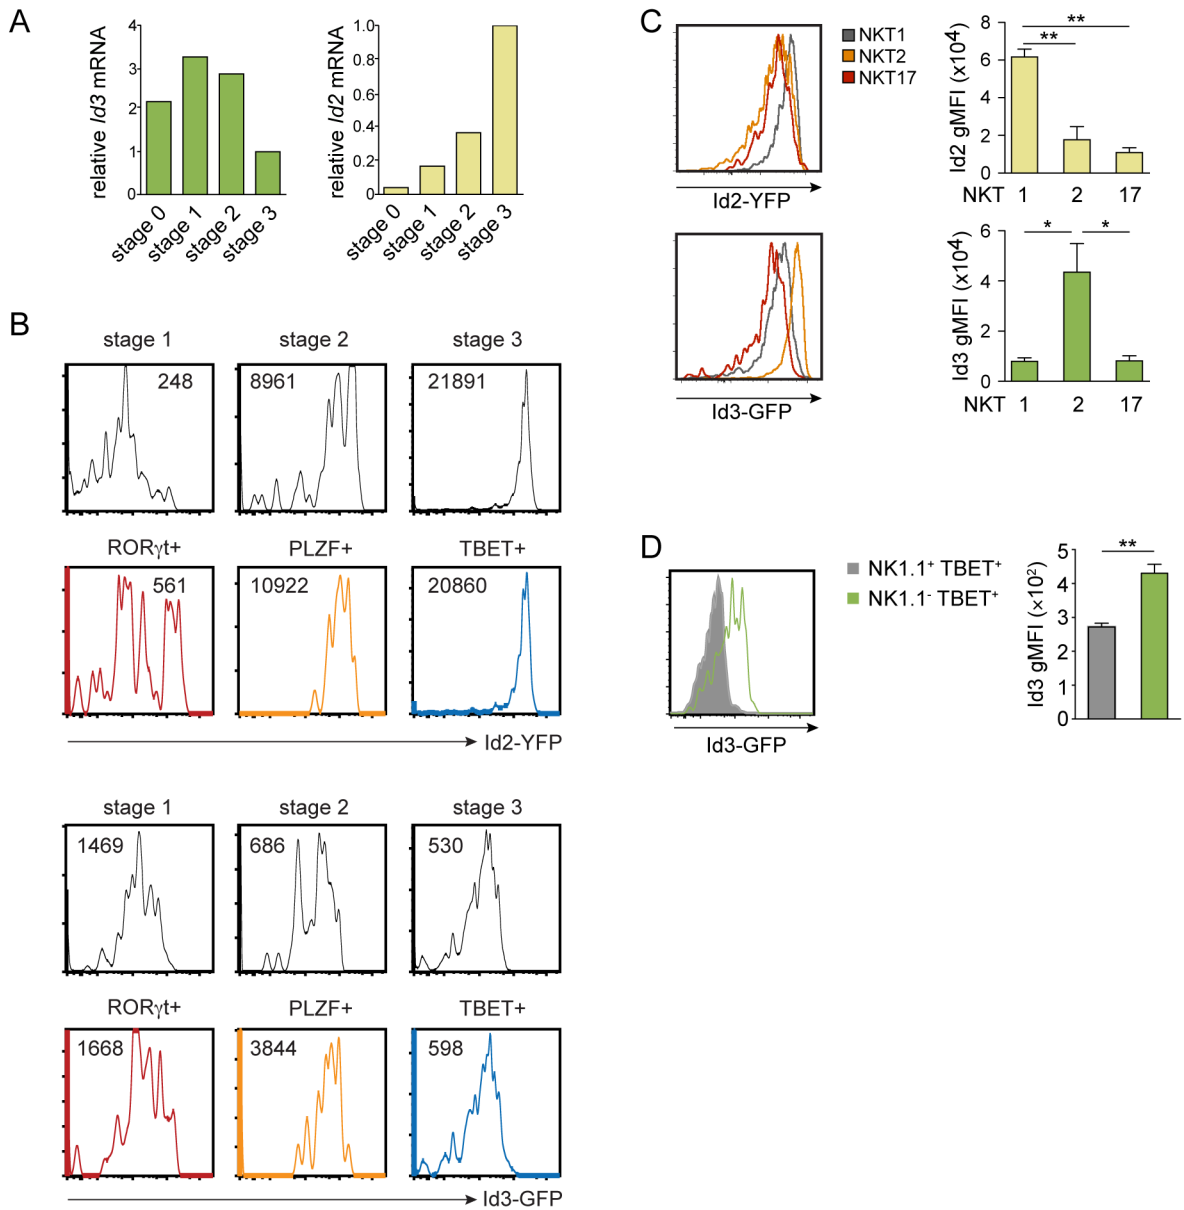 A
relative Id3 mRNA
4
3
2
1
0
stage 0
stage 1
stage 2
stage 3
relative Id2 mRNA
1.0
0.8
0.6
0.4
0.2
0
stage 0
stage 1
stage 2
stage 3
B
stage 1
stage 2
stage 3
248
8961
21891
RORγt+
PLZF+
TBET+
561
10922
20860
Id2-YFP
stage 1
stage 2
stage 3
1469
686
530
RORγt+
PLZF+
TBET+
1668
3844
598
Id3-GFP
C
NKT1
NKT2
NKT17
Id2-YFP
Id2 gMFI (x10⁴)
8
6
4
2
0
**
**
NKT 1 2 17
Id3-GFP
Id3 gMFI (x10⁴)
6
4
2
0
* *
NKT 1 2 17
D
NK1.1⁺ TBET⁺
NK1.1⁻ TBET⁺
Id3-GFP
Id3 gMFI (×10²)
5
4
3
2
1
0
**